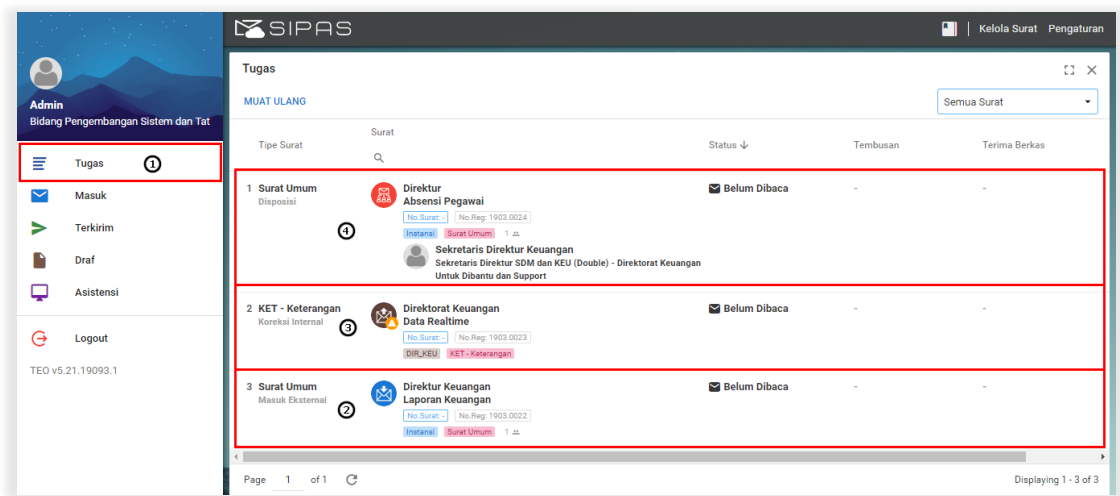 SIPAS
Kelola Surat Pengaturan
Admin
Bidang Pengembangan Sistem dan Tat
Tugas 1
Masuk
Terkirim
Draf
Asistensi
Logout
TEO v5.21.19093.1
Tugas
MUAT ULANG
Semua Surat
Tipe Surat Surat Status Tembusan Terima Berkas
1 Surat Umum
Disposisi
4
Direktur
Absensi Pegawai
No.Surat: - No.Reg: 1903.0024
Instansi Surat Umum 1
Sekretaris Direktur Keuangan
Sekretaris Direktur SDM dan KEU (Double) - Direktorat Keuangan
Untuk Dibantu dan Support
Belum Dibaca - -
2 KET - Keterangan
Koreksi Internal
3
Direktorat Keuangan
Data Realtime
No.Surat: - No.Reg: 1903.0023
DIR_KEU KET - Keterangan
Belum Dibaca - -
3 Surat Umum
Masuk Eksternal
2
Direktur Keuangan
Laporan Keuangan
No.Surat: - No.Reg: 1903.0022
Instansi Surat Umum 1
Belum Dibaca - -
Page 1 of 1
Displaying 1 - 3 of 3